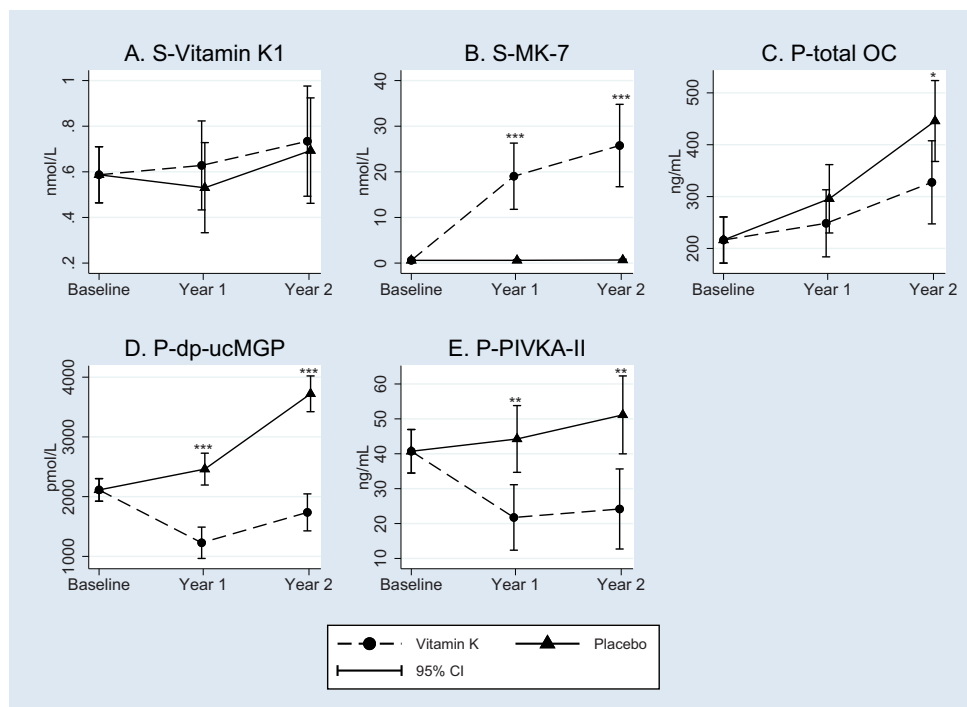 A. S-Vitamin K1
B. S-MK-7
C. P-total OC
nmol/L
.2 .4 .6 .8 1
Baseline Year 1 Year 2
nmol/L
0 10 20 30 40
*** ***
Baseline Year 1 Year 2
ng/mL
200 300 400 500
*
Baseline Year 1 Year 2
D. P-dp-ucMGP
E. P-PIVKA-II
pmol/L
1000 2000 3000 4000
*** ***
Baseline Year 1 Year 2
ng/mL
10 20 30 40 50 60
** **
Baseline Year 1 Year 2
Vitamin K Placebo
95% CI